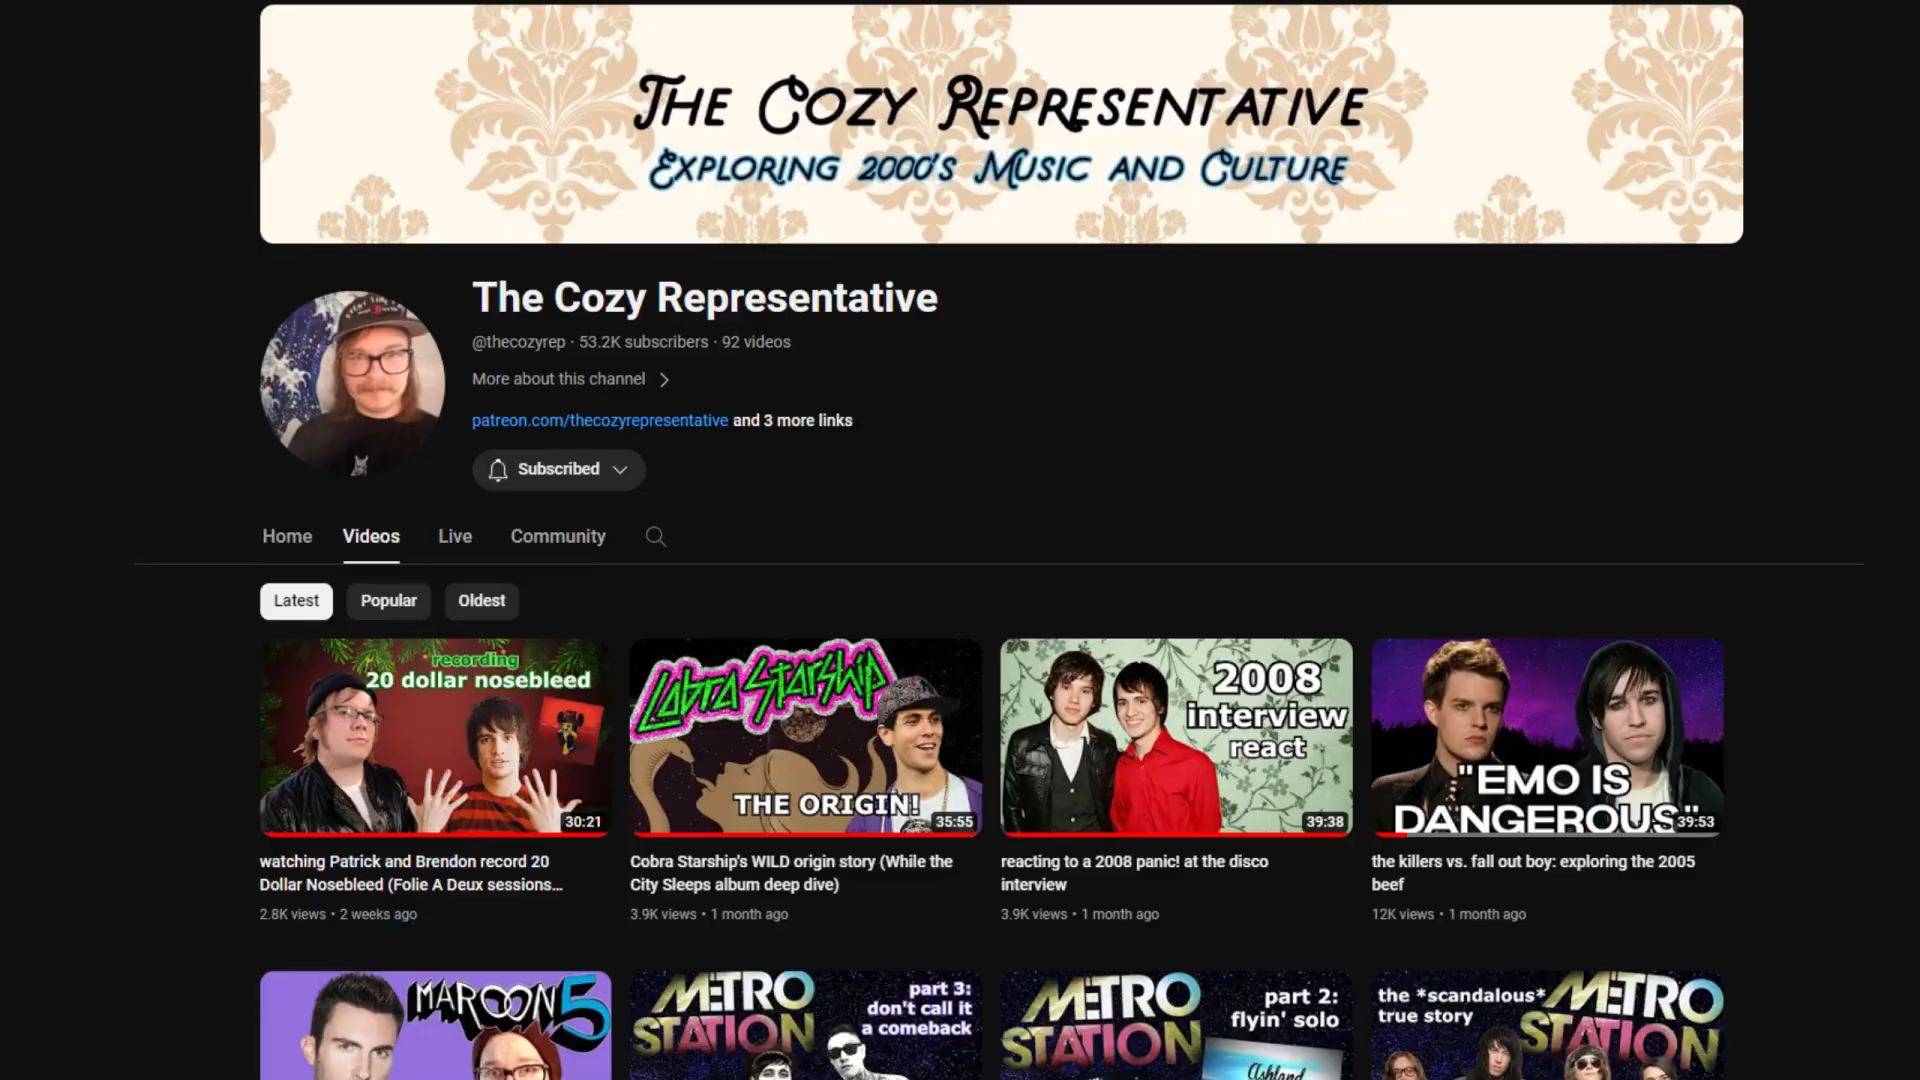 The Cozy Representative
Exploring 2000's Music and Culture
The Cozy Representative
@thecozyrep · 53.2K subscribers · 92 videos
More about this channel
patreon.com/thecozyrepresentative and 3 more links
Subscribed
Home
Videos
Live
Community
Latest
Popular
Oldest
recording
20 dollar nosebleed
30:21
Cobra Starship
THE ORIGIN!
35:55
2008
interview
react
39:38
"EMO IS
DANGEROUS"
39:53
watching Patrick and Brendon record 20
Dollar Nosebleed (Folie A Deux sessions...
2.8K views • 2 weeks ago
Cobra Starship's WILD origin story (While the
City Sleeps album deep dive)
3.9K views • 1 month ago
reacting to a 2008 panic! at the disco
interview
3.9K views • 1 month ago
the killers vs. fall out boy: exploring the 2005
beef
12K views • 1 month ago
MAROON 5
METRO
STATION
part 3:
don't call it
a comeback
METRO
STATION
part 2:
flyin' solo
Ashland
the *scandalous*
true story
METRO
STATION